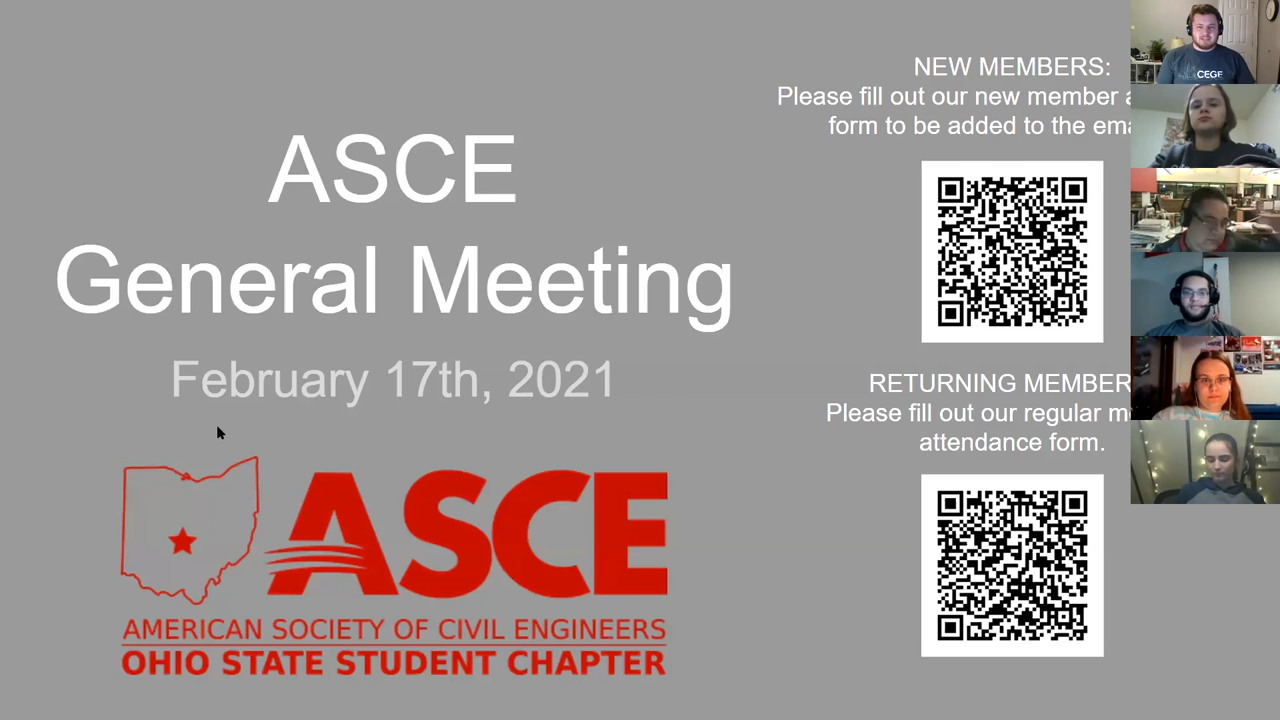 ASCE
General Meeting
February 17th, 2021
ASCE
AMERICAN SOCIETY OF CIVIL ENGINEERS
OHIO STATE STUDENT CHAPTER
NEW MEMBERS:
Please fill out our new member
form to be added to the
RETURNING
Please fill out our regular
attendance form.
CEGE